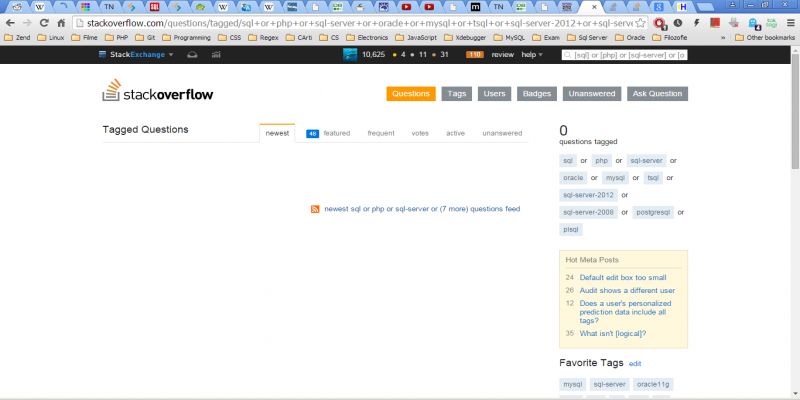 TN
TN
stackoverflow.com/questions/tagged/sql+or+php+or+sql-server+or+oracle+or+mysql+or+tsql+or+sql-server-2012+or+sql-serve
Zend Linux Filme PHP Git Programming CSS Regex CArti CS Electronics JavaScript Xdebugger MySQL Exam Sql Server Oracle Filozofie » Other bookmarks
StackExchange 10,625 4 11 31 110 review help [sql] or [php] or [sql-server] or [o
stackoverflow Questions Tags Users Badges Unanswered Ask Question
Tagged Questions newest 40 featured frequent votes active unanswered
newest sql or php or sql-server or (7 more) questions feed
0
questions tagged
sql or php or sql-server or
oracle or mysql or tsql or
sql-server-2012 or
sql-server-2008 or postgresql or
plsql
Hot Meta Posts
24 Default edit box too small
26 Audit shows a different user
12 Does a user's personalized
prediction data include all
tags?
35 What isn't [logical]?
Favorite Tags edit
mysql sql-server oracle11g